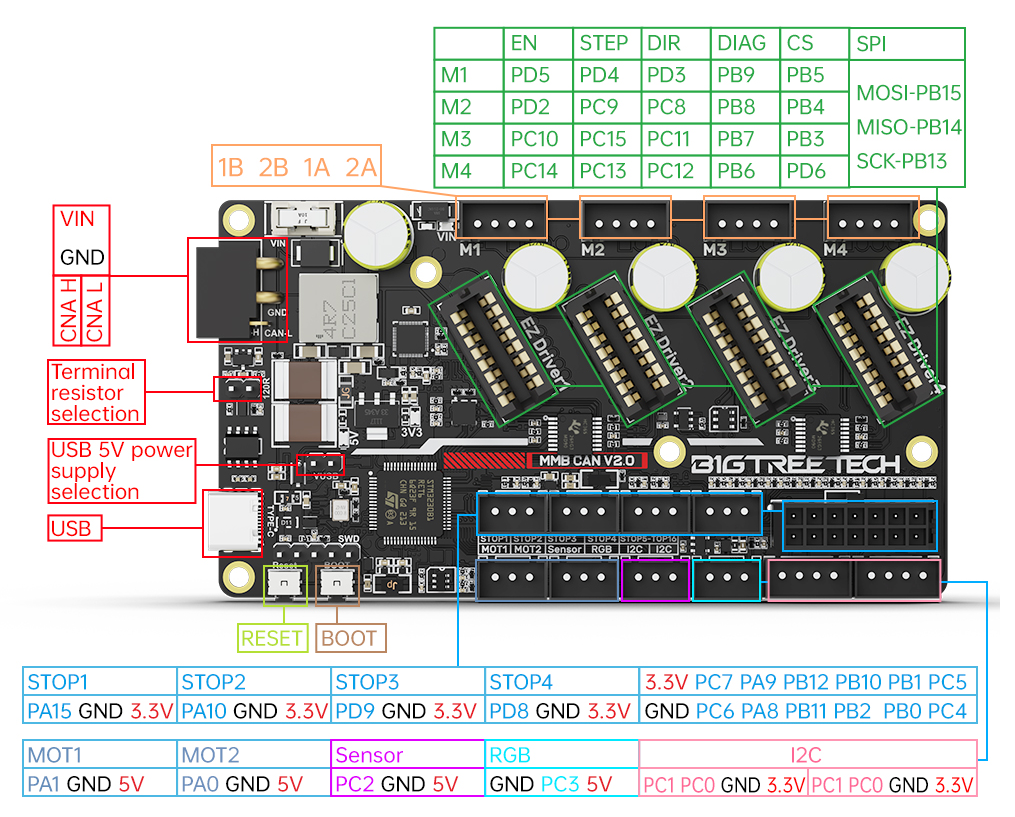 EN STEP DIR DIAG CS SPI
M1 PD5 PD4 PD3 PB9 PB5
M2 PD2 PC9 PC8 PB8 PB4
M3 PC10 PC15 PC11 PB7 PB3
M4 PC14 PC13 PC12 PB6 PD6
MOSI-PB15
MISO-PB14
SCK-PB13
1B 2B 1A 2A
VIN
GND
CNA H
CNA L
VIN
VIN
M1
M2
M3
M4
GND
-H
CAN-L
4R7
C25Q1
EZ Driver1
EZ Driver2
EZ Driver3
EZ Driver4
Terminal
resistor
selection
120R
3V3
5V
USB 5V power
supply
selection
VUSB
MMB CAN V2.0
B1GTREETECH
USB
TYPE-C
D11
SWD
STOP1 STOP2 STOP3 STOP4 STOP5-TOP16
MOT1 MOT2 Sensor RGB I2C I2C
Reset
BOOT
RESET
BOOT
STOP1 STOP2 STOP3 STOP4 3.3V PC7 PA9 PB12 PB10 PB1 PC5
PA15 GND 3.3V PA10 GND 3.3V PD9 GND 3.3V PD8 GND 3.3V GND PC6 PA8 PB11 PB2 PB0 PC4
MOT1 MOT2 Sensor RGB I2C
PA1 GND 5V PA0 GND 5V PC2 GND 5V GND PC3 5V PC1 PC0 GND 3.3V PC1 PC0 GND 3.3V